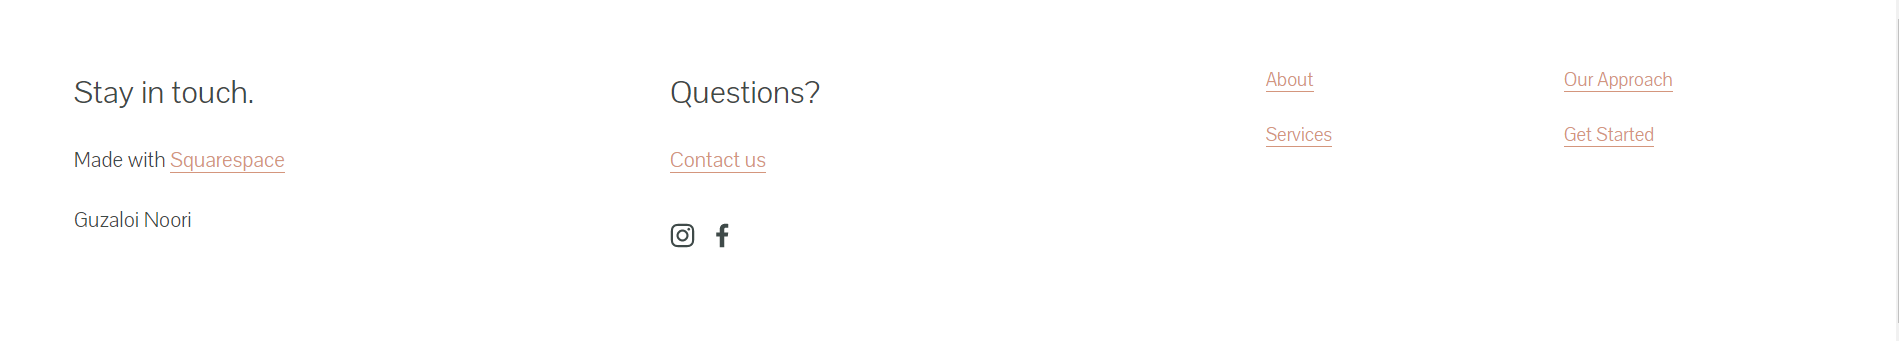 Stay in touch.
Made with Squarespace
Guzaloi Noori
Questions?
Contact us
About
Services
Our Approach
Get Started